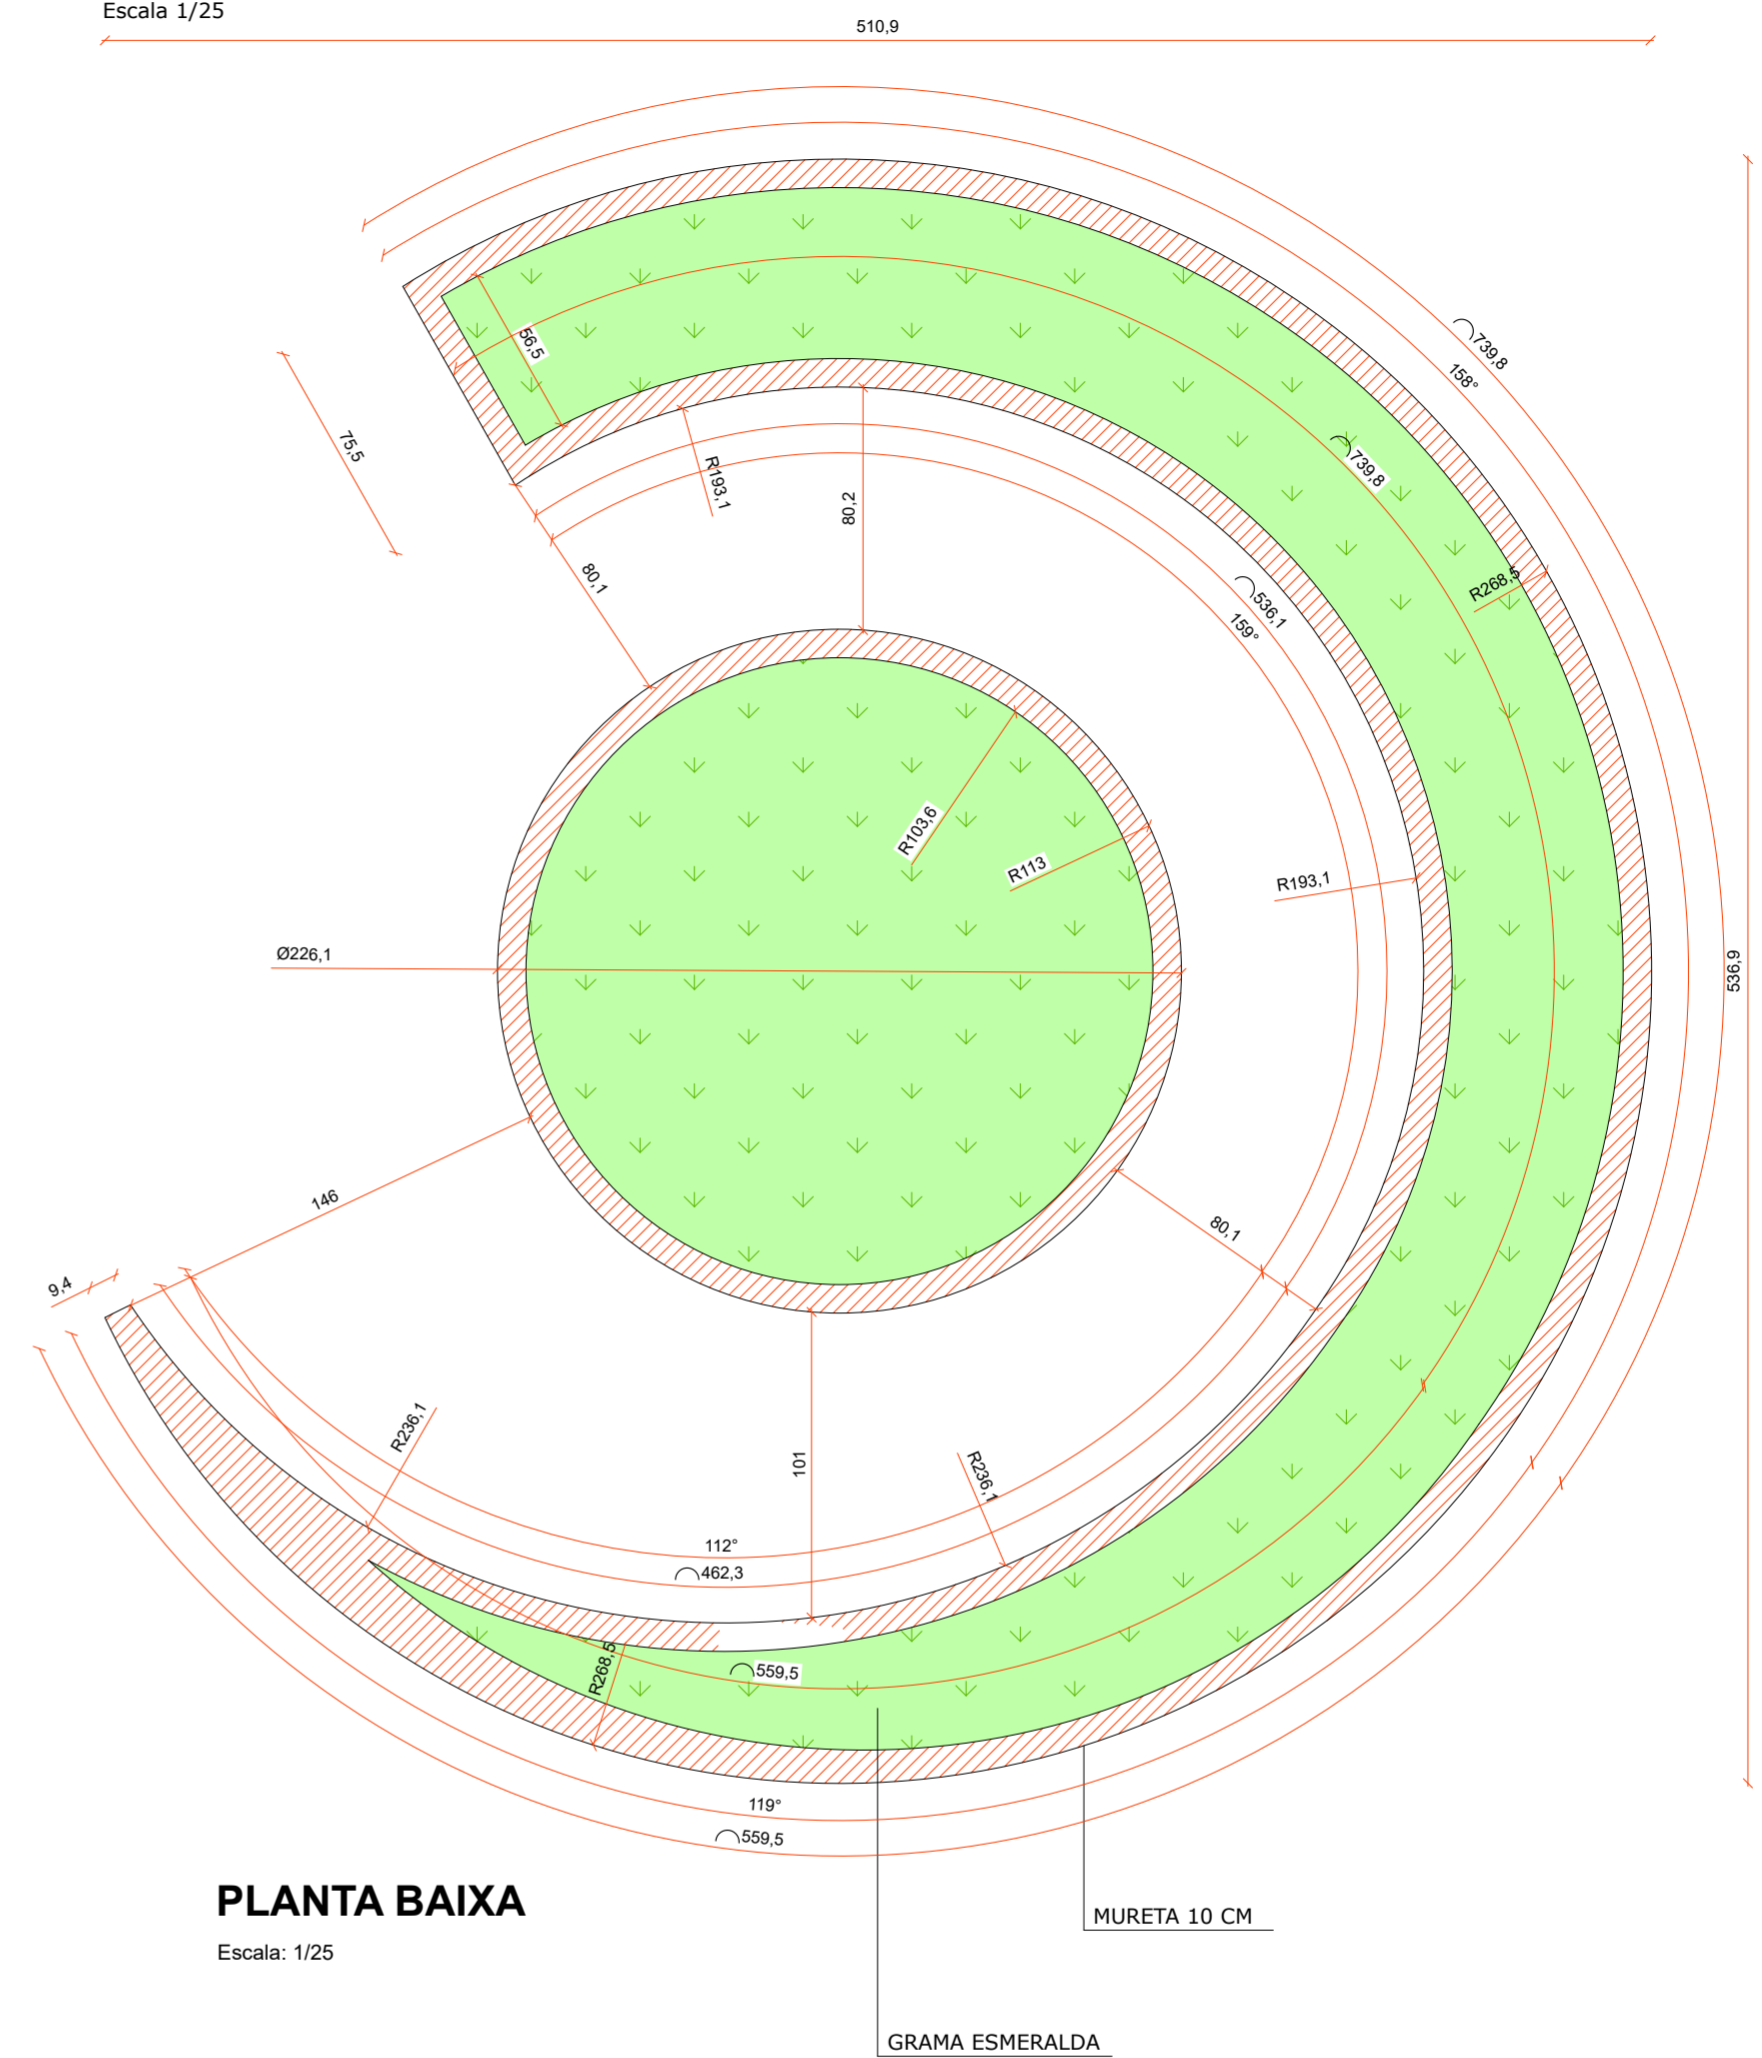 Escala 1/25
510,9
739,8
158°
56,5
75,5
R193,1
80,2
739,8
R268,5
80,1
536,1
159°
R103,6
R113
R193,1
Ø226,1
536,9
146
80,1
9,4
R236,1
101
R236,1
112°
462,3
R268,5
559,5
119°
559,5
PLANTA BAIXA
Escala: 1/25
MURETA 10 CM
GRAMA ESMERALDA